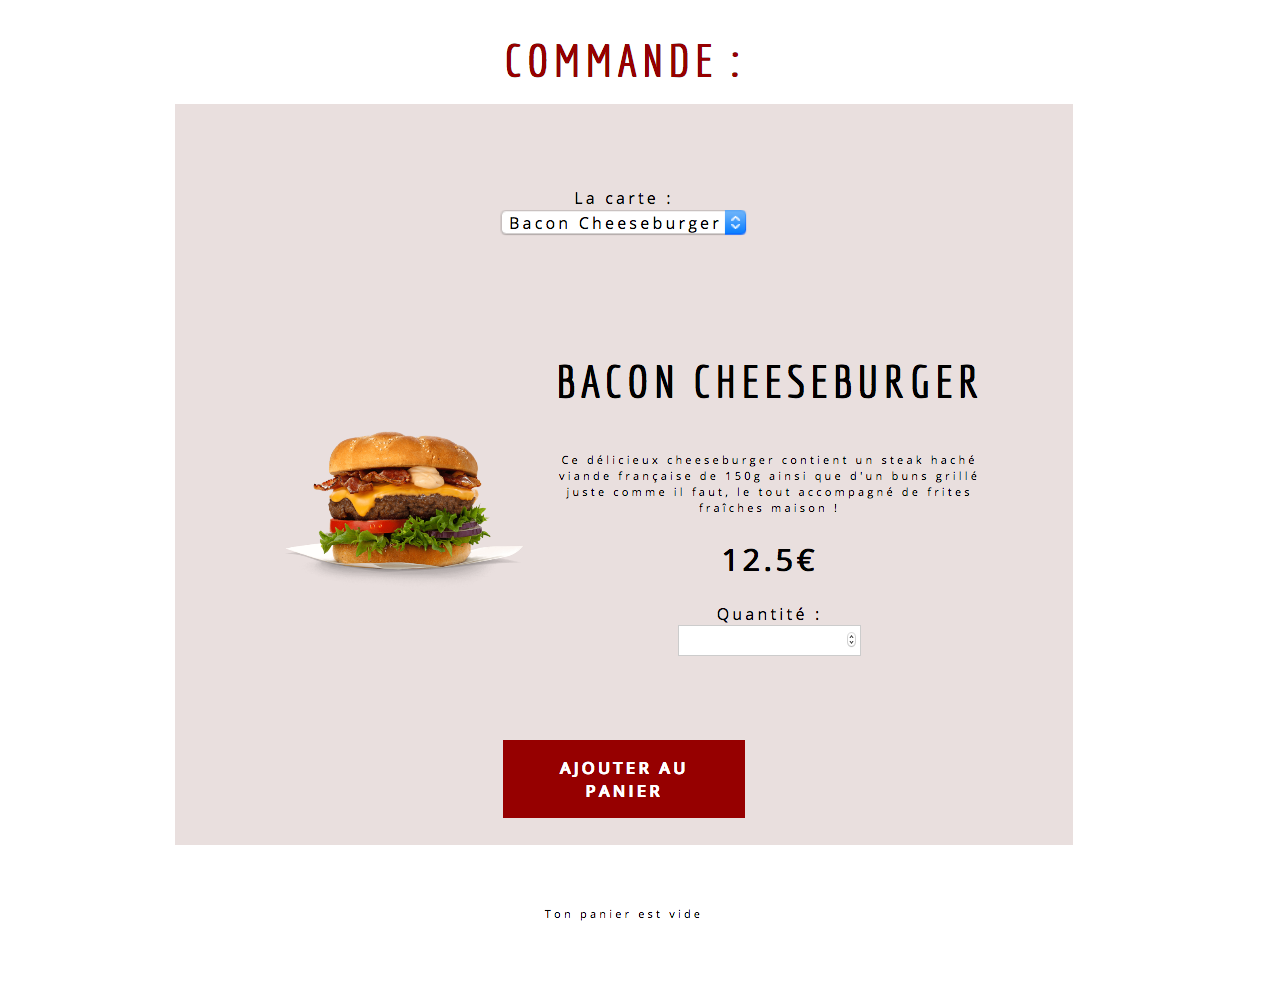 COMMANDE :
La carte :
Bacon Cheeseburger
BACON CHEESEBURGER
Ce délicieux cheeseburger contient un steak haché
viande française de 150g ainsi que d'un buns grillé
juste comme il faut, le tout accompagné de frites
fraîches maison !
12.5€
Quantité :
AJOUTER AU
PANIER
Ton panier est vide